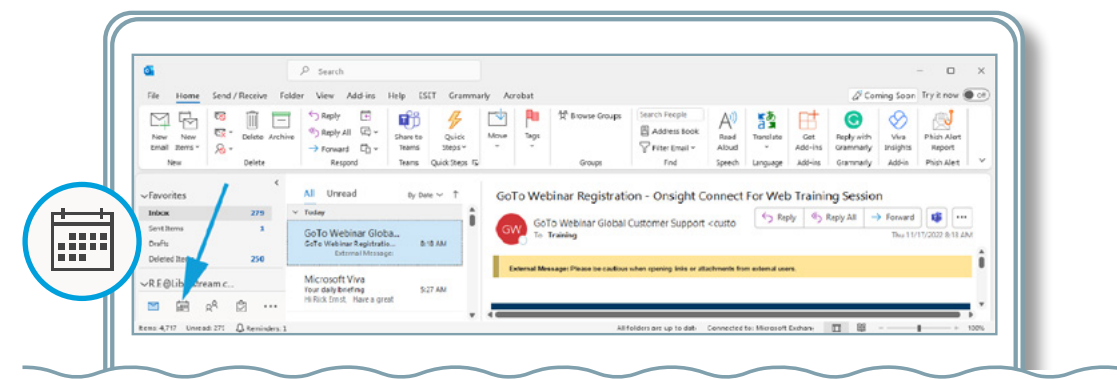 Search
File Home Send / Receive Folder View Add-ins Help ESET Grammarly Acrobat Coming Soon Try it now Off
New Email New Items Delete Archive Reply Reply All Forward Share to Teams Quick Steps Move Tags Browse Groups Search People Address Book Filter Email Read Aloud Translate Get Add-Ins Reply with Grammarly Viva Insights Phish Alert Report
New Delete Respond Teams Quick Steps Groups Find Speech Language Add-ins Grammarly Add-in Phish Alert
Favorites
Inbox 279
Sent Items 1
Drafts
Deleted 250
All Unread By Date
Today
GoTo Webinar Globa...
GoTo Webinar Registratio... 8:18 AM
External Message:
Microsoft Viva
Your daily briefing 5:27 AM
Hi Rick Ernst, Have a great
GoTo Webinar Registration - Onsight Connect For Web Training Session
GW
GoTo Webinar Global Customer Support <custo
To Training
Reply Reply All Forward
Thu 11/17/2022 8:18 AM
External Message: Please be cautious when opening links or attachments from external users.
Items: 4,717 Unread: 271 Reminders: 1 All folders are up to date. Connected to: Microsoft Exchan 100%